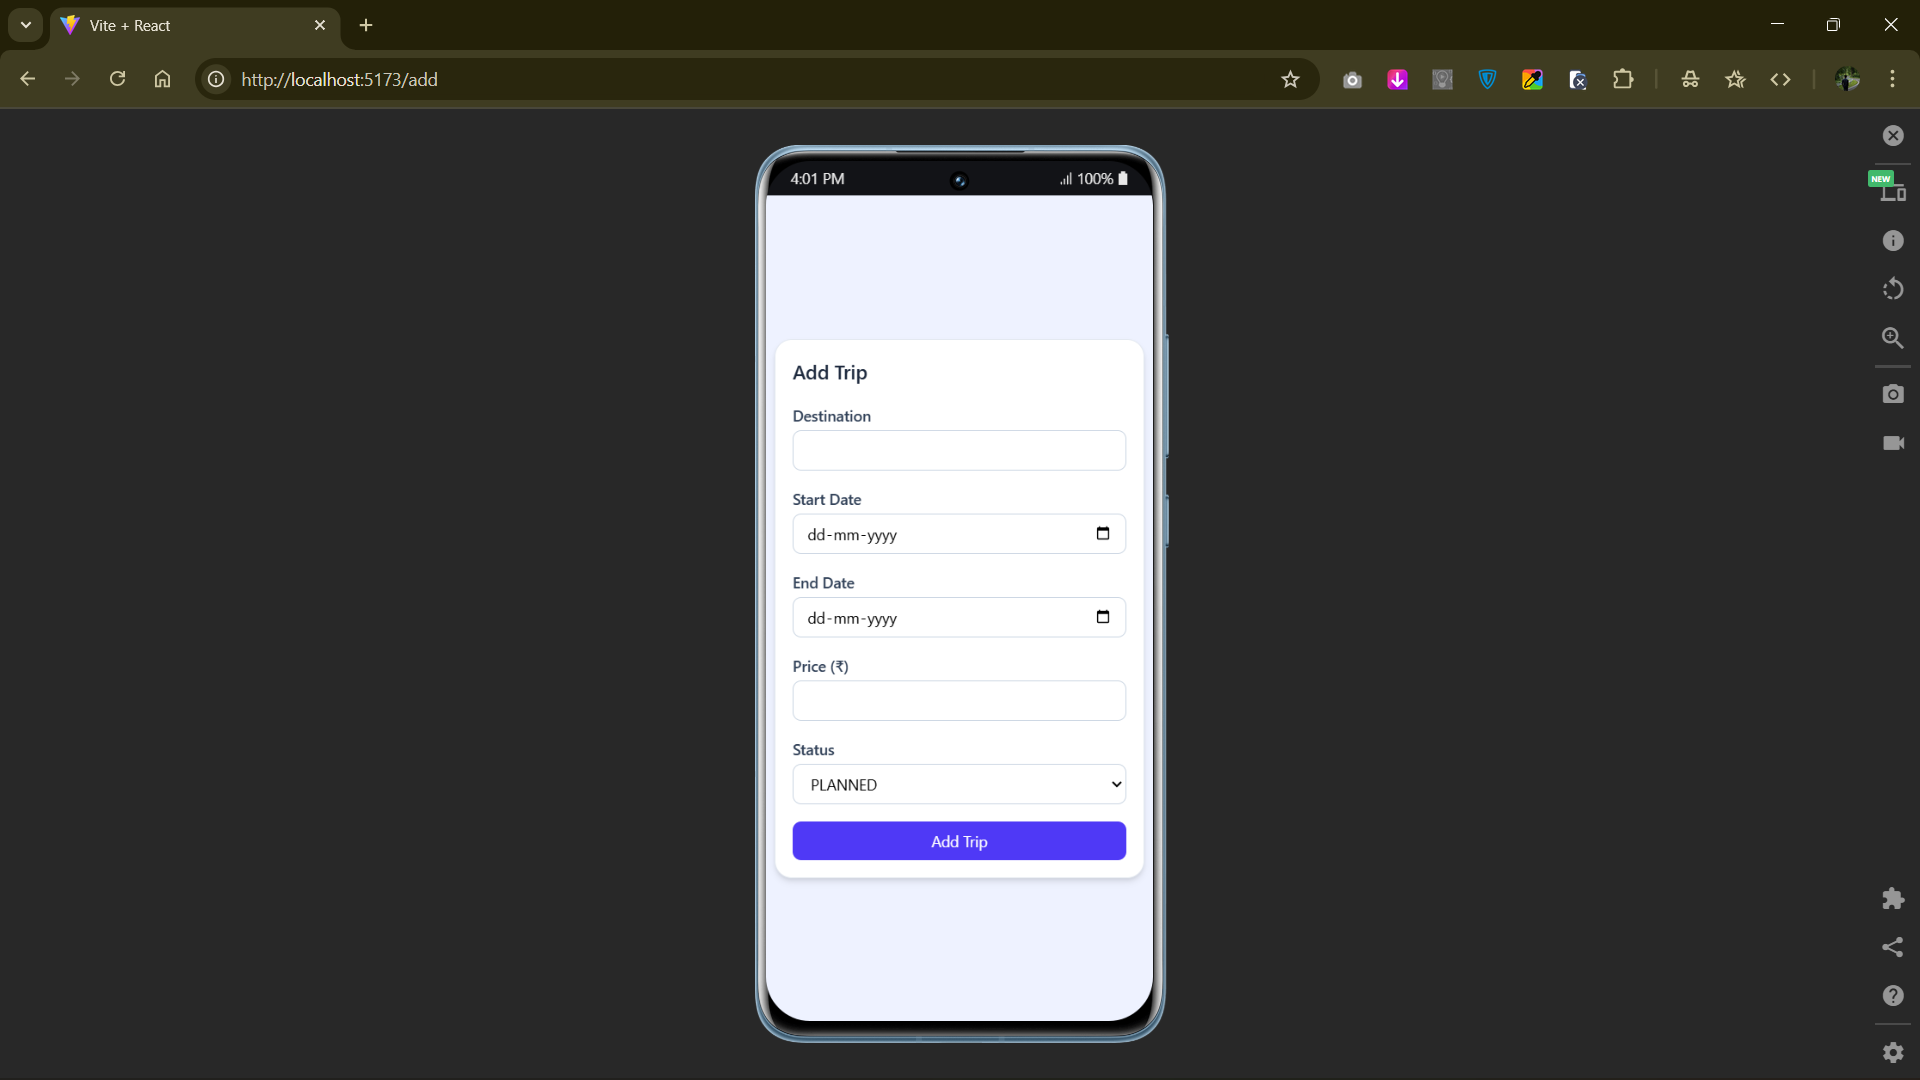 Vite + React
http://localhost:5173/add
4:01 PM
100%
NEW
Add Trip
Destination
Start Date
dd-mm-yyyy
End Date
dd-mm-yyyy
Price (₹)
Status
PLANNED
Add Trip